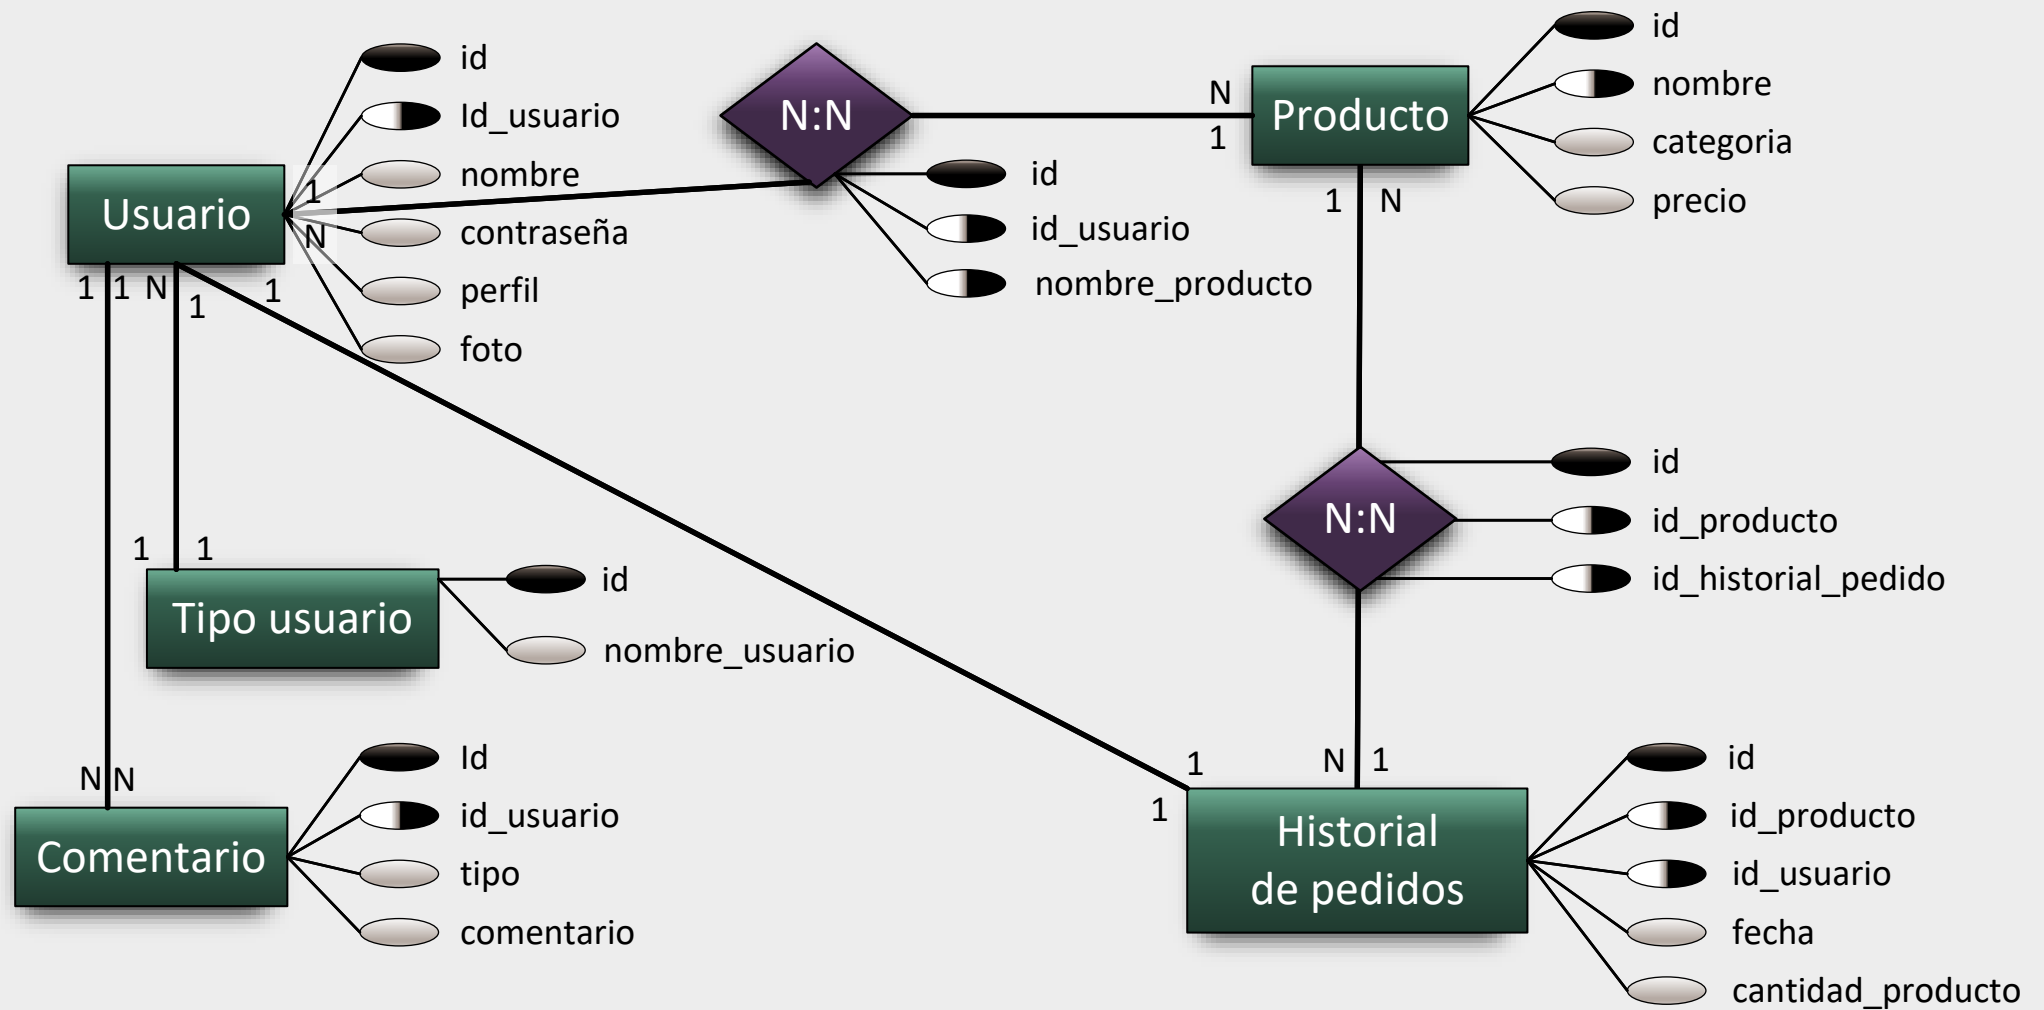 id
Id_usuario
nombre
contraseña
perfil
foto
Usuario
1
N
1 1 N
1
1
N:N
id
id_usuario
nombre_producto
N
1
Producto
id
nombre
categoria
precio
1 N
N:N
id
id_producto
id_historial_pedido
1 1
Tipo usuario
id
nombre_usuario
N N
Comentario
Id
id_usuario
tipo
comentario
1
1
N 1
Historial
de pedidos
id
id_producto
id_usuario
fecha
cantidad_producto